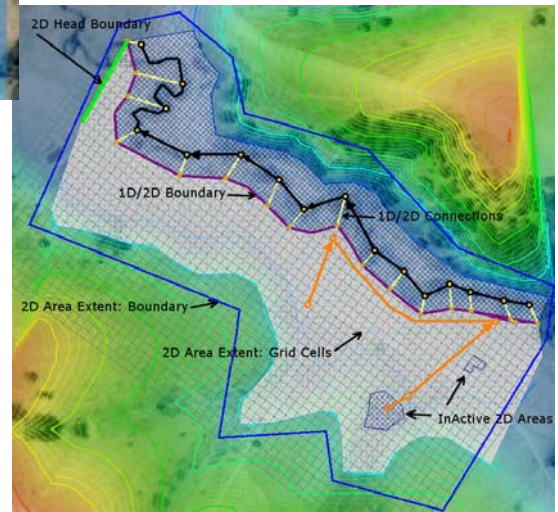 2D Head Boundary
1D/2D Boundary
1D/2D Connections
2D Area Extent: Boundary
2D Area Extent: Grid Cells
InActive 2D Areas